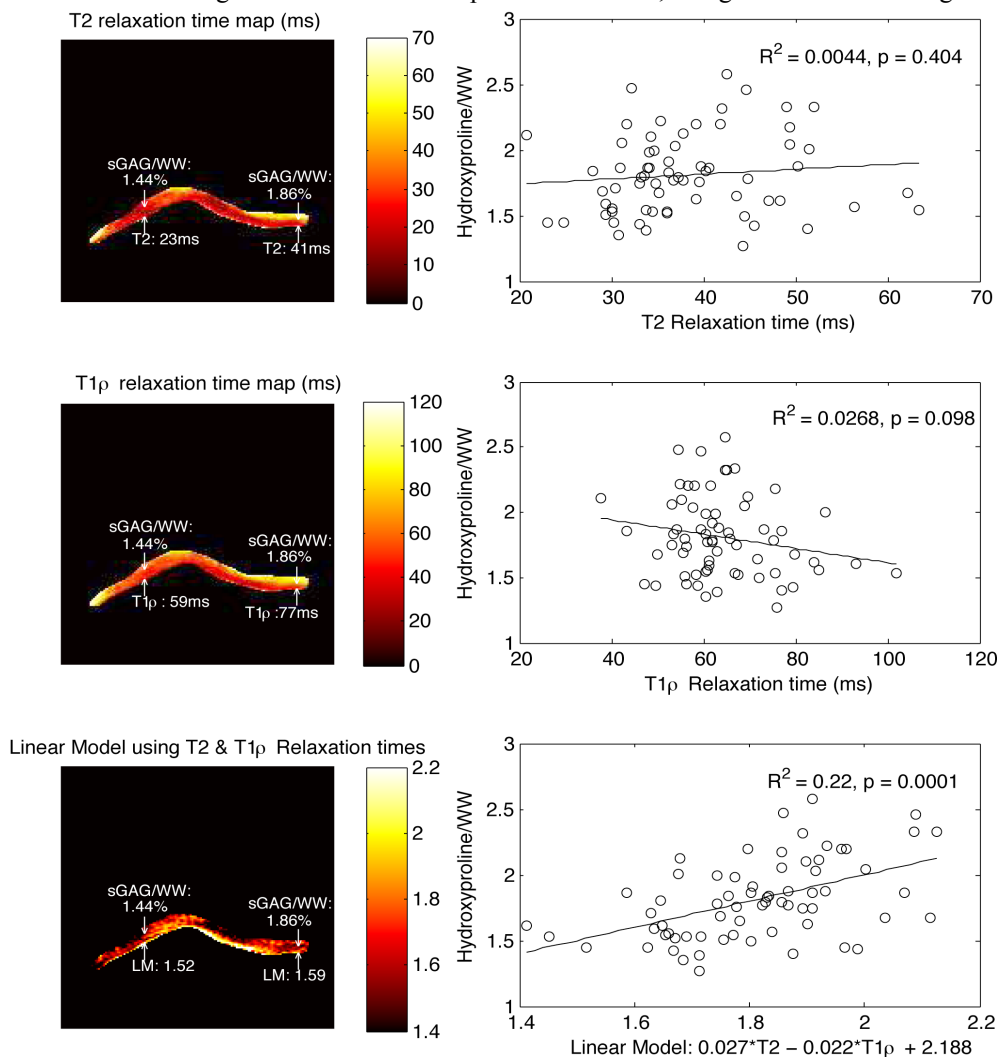 T2 relaxation time map (ms)
70
60
50
40
30
20
10
0
sGAG/WW:
1.44%
sGAG/WW:
1.86%
T2: 23ms
T2: 41ms
R² = 0.0044, p = 0.404
Hydroxyproline/WW
3
2.5
2
1.5
1
20 30 40 50 60 70
T2 Relaxation time (ms)
T1ρ relaxation time map (ms)
120
100
80
60
40
20
0
sGAG/WW:
1.44%
sGAG/WW:
1.86%
T1ρ : 59ms
T1ρ :77ms
R² = 0.0268, p = 0.098
Hydroxyproline/WW
3
2.5
2
1.5
1
20 40 60 80 100 120
T1ρ Relaxation time (ms)
Linear Model using T2 & T1ρ Relaxation times
2.2
2
1.8
1.6
1.4
sGAG/WW:
1.44%
sGAG/WW:
1.86%
LM: 1.52
LM: 1.59
R² = 0.22, p = 0.0001
Hydroxyproline/WW
3
2.5
2
1.5
1
1.4 1.6 1.8 2 2.2
Linear Model: 0.027*T2 − 0.022*T1ρ + 2.188